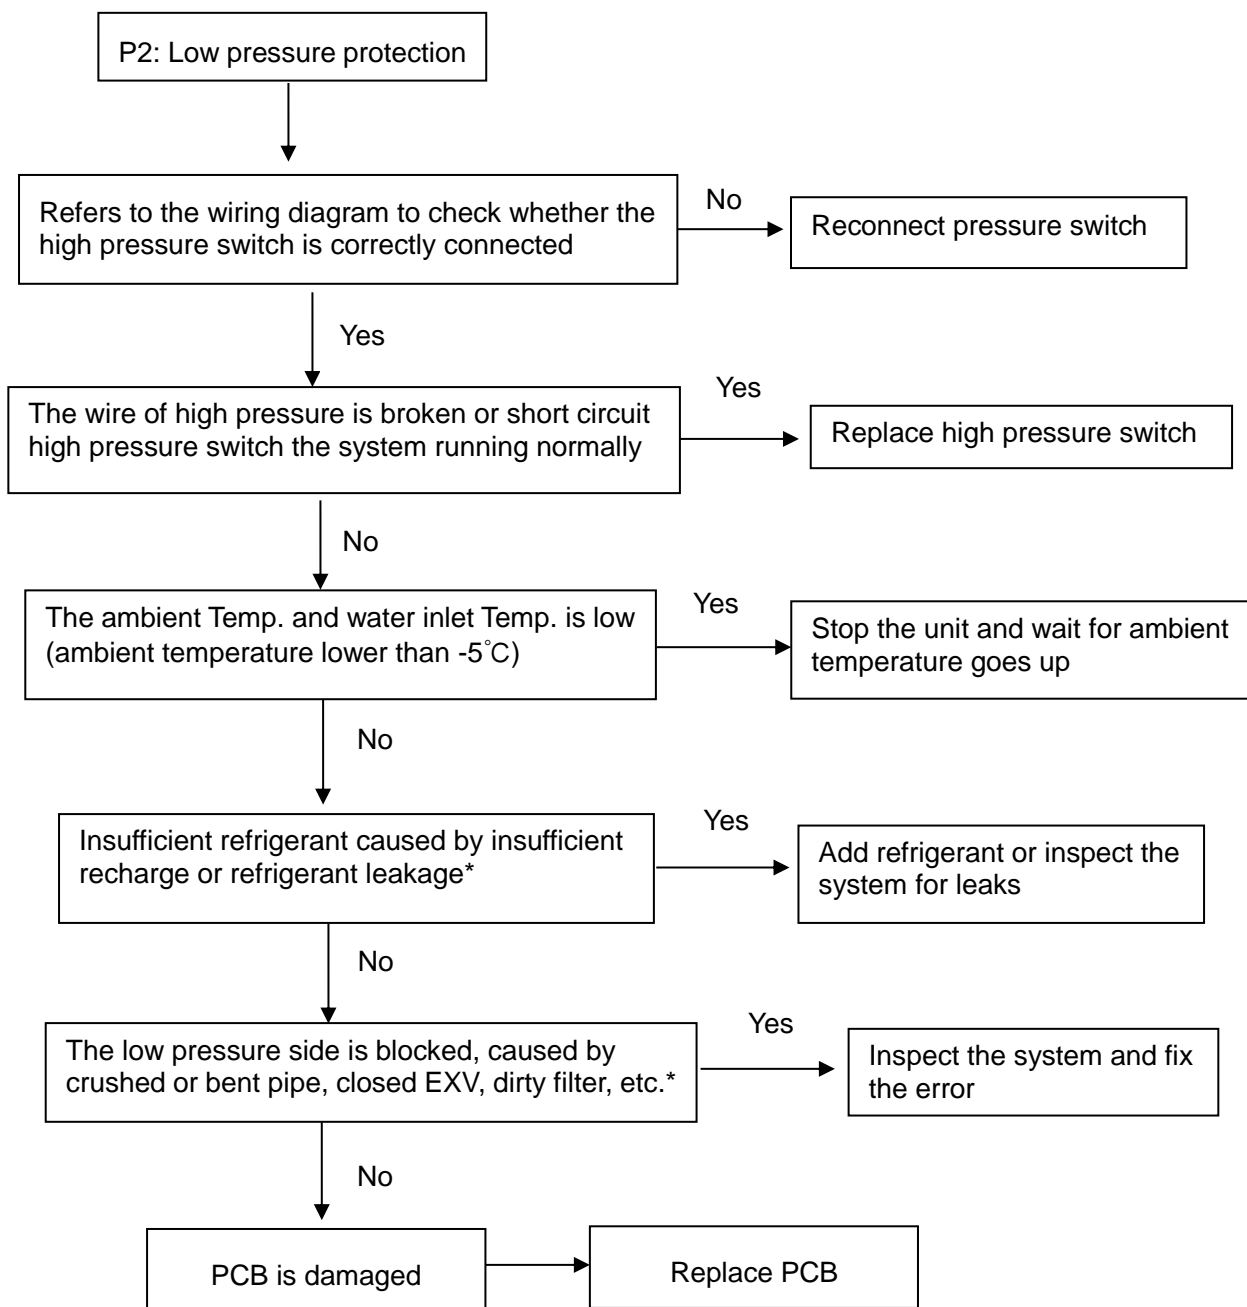 P2: Low pressure protection
Refers to the wiring diagram to check whether the
high pressure switch is correctly connected
No
Reconnect pressure switch
Yes
The wire of high pressure is broken or short circuit
high pressure switch the system running normally
Yes
Replace high pressure switch
No
The ambient Temp. and water inlet Temp. is low
(ambient temperature lower than -5℃)
Yes
Stop the unit and wait for ambient
temperature goes up
No
Insufficient refrigerant caused by insufficient
recharge or refrigerant leakage*
Yes
Add refrigerant or inspect the
system for leaks
No
The low pressure side is blocked, caused by
crushed or bent pipe, closed EXV, dirty filter, etc.*
Yes
Inspect the system and fix
the error
No
PCB is damaged
Replace PCB